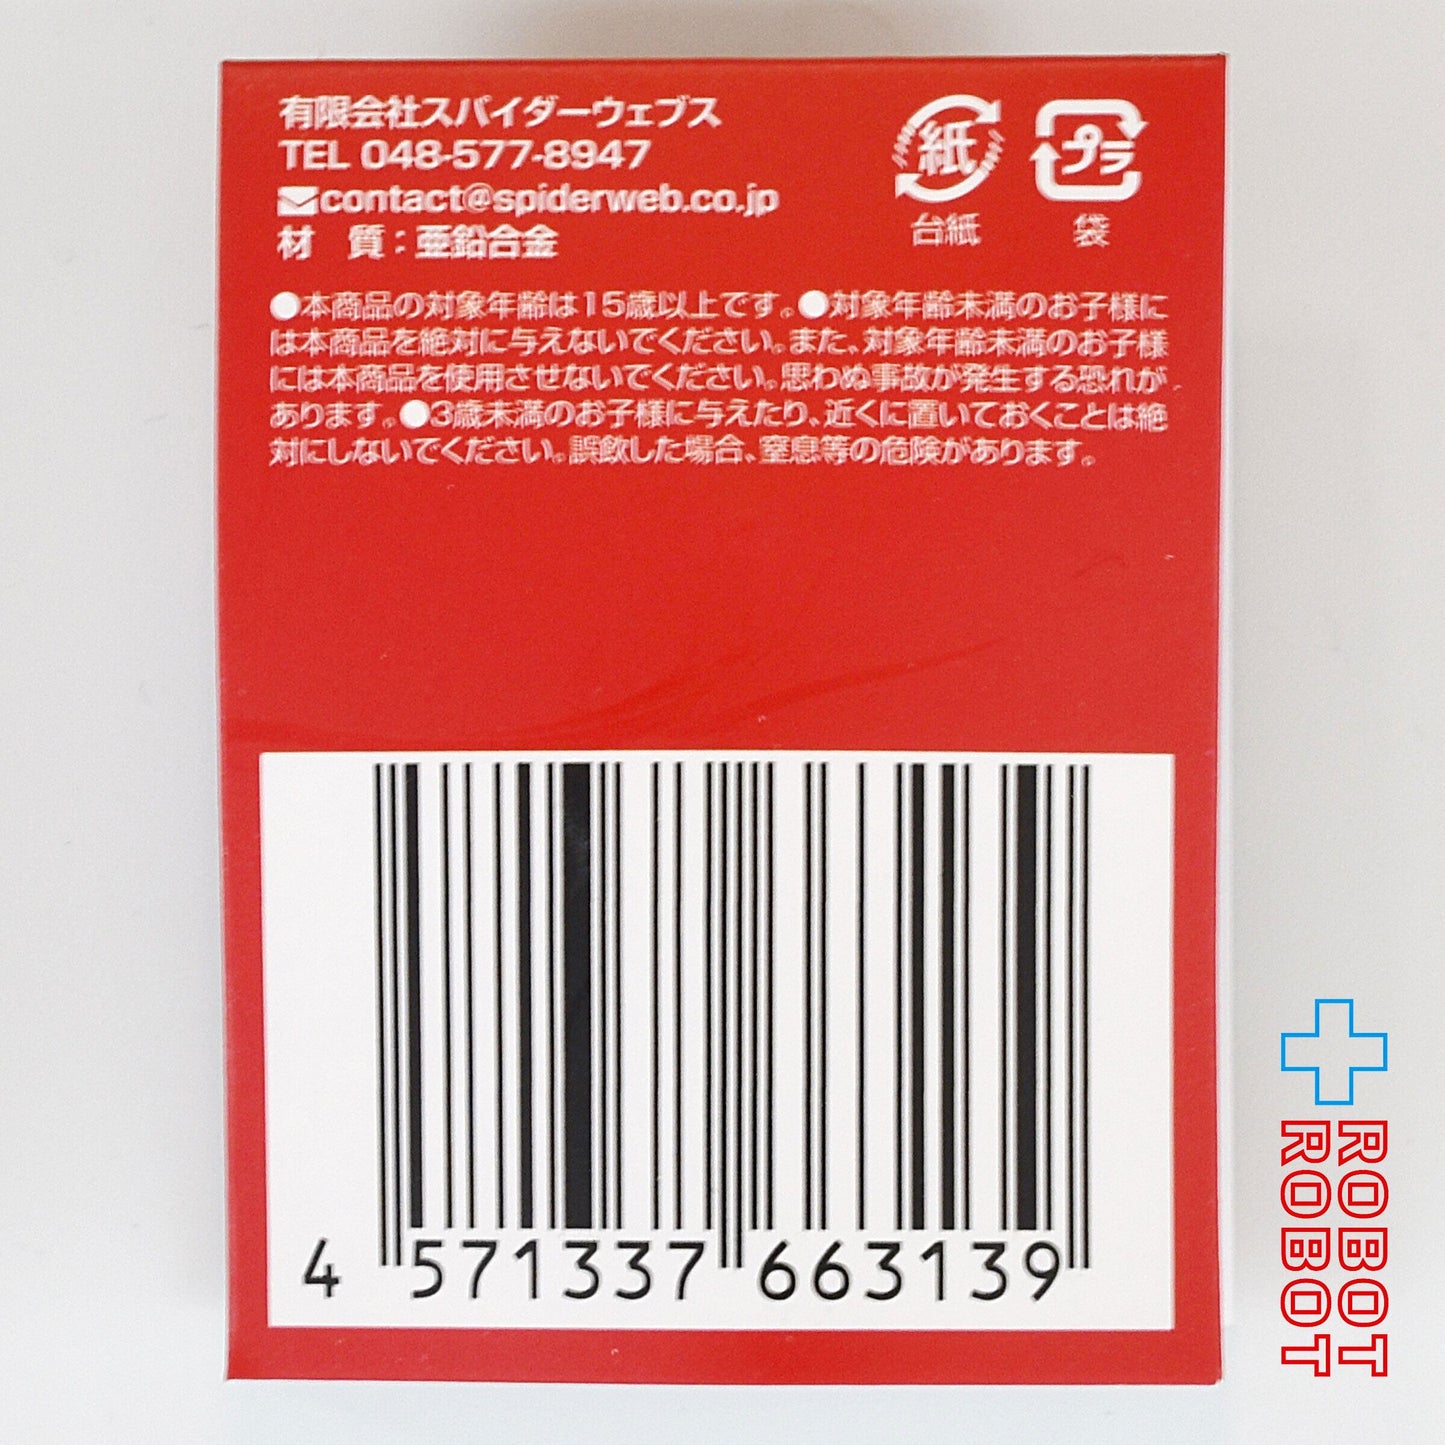 有限会社スパイダーウェブス
TEL 048-577-8947
contact@spiderweb.co.jp
材　質：亜鉛合金
紙
台紙
プラ
袋
●本商品の対象年齢は15歳以上です。●対象年齢未満のお子様に
は本商品を絶対に与えないでください。また、対象年齢未満のお子様
には本商品を使用させないでください。思わぬ事故が発生する恐れが
あります。●3歳未満のお子様に与えたり、近くに置いておくことは絶
対にしないでください。誤飲した場合、窒息等の危険があります。
4 571337 663139
ROBOT
ROBOT